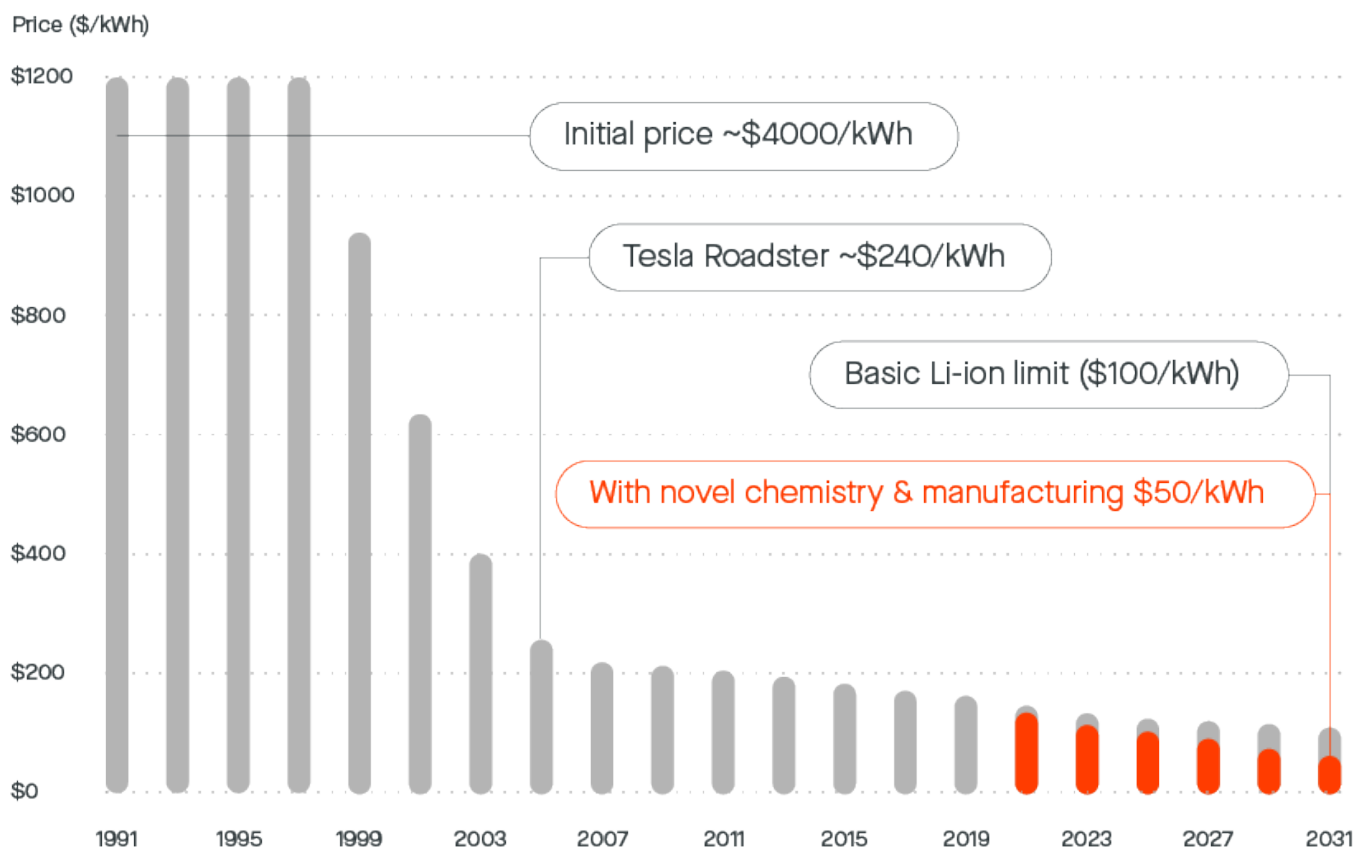 Price ($/kWh)
$1200
Initial price ~$4000/kWh
$1000
Tesla Roadster ~$240/kWh
$800
Basic Li-ion limit ($100/kWh)
$600
With novel chemistry & manufacturing $50/kWh
$400
$200
$0
1991 1995 1999 2003 2007 2011 2015 2019 2023 2027 2031